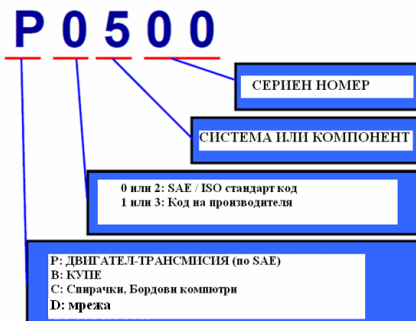 P0500
СЕРИЕН НОМЕР
СИСТЕМА ИЛИ КОМПОНЕНТ
0 или 2: SAE / ISO стандарт код
1 или 3: Код на производителя
P: ДВИГАТЕЛ-ТРАНСМИСИЯ (по SAE)
B: КУПЕ
C: Спирачки, Бордови компютри
D: мрежа